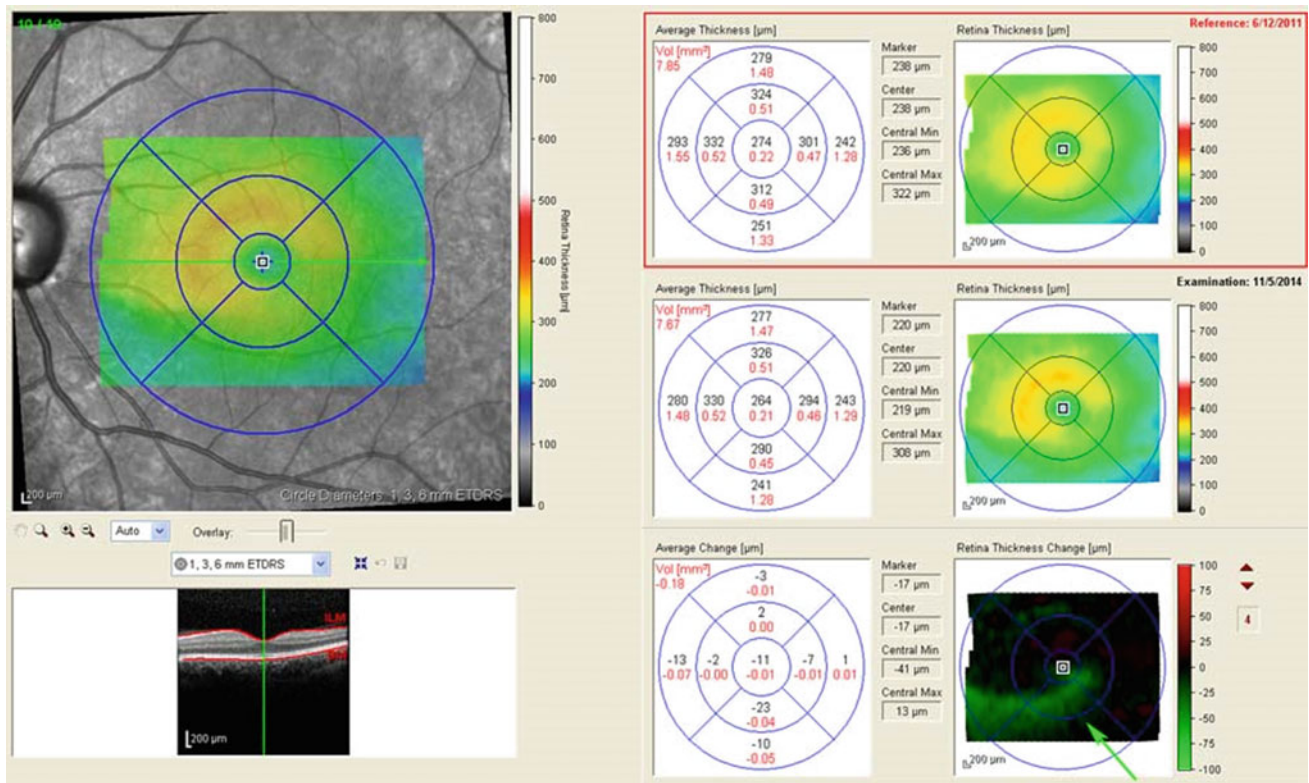 19 / 19
800
700
600
500
400
300
200
100
0
Retina Thickness [µm]
200 µm
Circle Diameters: 1, 3, 6 mm ETDRS
Auto
Overlay:
1, 3, 6 mm ETDRS
ILM
200 µm
Reference: 6/12/2011
Average Thickness [µm]
Vol [mm³]
7.85
279
1.48
324
0.51
293 332 274 301 242
1.55 0.52 0.22 0.47 1.28
312
0.49
251
1.33
Marker
238 µm
Center
238 µm
Central Min
236 µm
Central Max
322 µm
Retina Thickness [µm]
200 µm
800
700
600
500
400
300
200
100
0
Examination: 11/5/2014
Average Thickness [µm]
Vol [mm³]
7.67
277
1.47
326
0.51
280 330 264 294 243
1.48 0.52 0.21 0.46 1.29
290
0.45
241
1.28
Marker
220 µm
Center
220 µm
Central Min
219 µm
Central Max
308 µm
Retina Thickness [µm]
200 µm
800
700
600
500
400
300
200
100
0
Average Change [µm]
Vol [mm³]
-0.18
-3
-0.01
2
0.00
-13 -2 -11 -7 1
-0.07 -0.00 -0.01 -0.01 0.01
-23
-0.04
-10
-0.05
Marker
-17 µm
Center
-17 µm
Central Min
-41 µm
Central Max
13 µm
Retina Thickness Change [µm]
200 µm
100
75
50
25
0
-25
-50
-75
-100
4